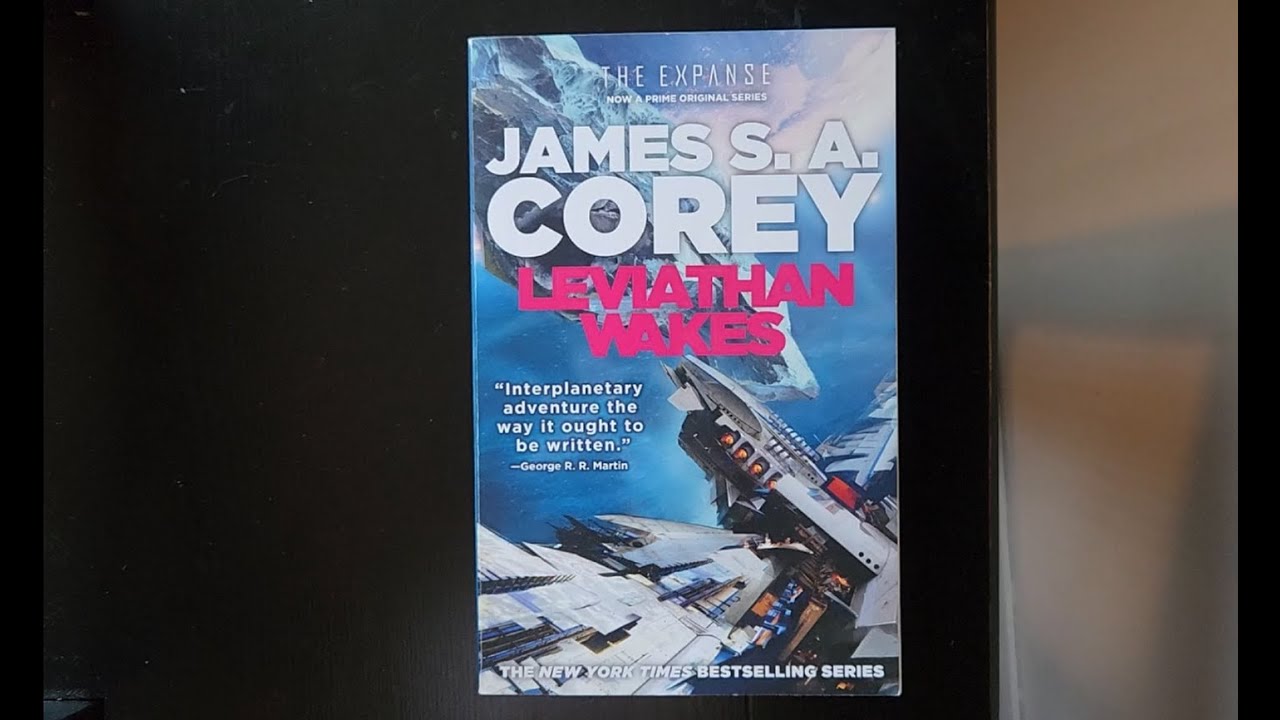 THE EXPANSE
NOW A PRIME ORIGINAL SERIES
JAMES S. A.
COREY
LEVIATHAN
WAKES
“Interplanetary
adventure the
way it ought to
be written.”
—George R. R. Martin
THE NEW YORK TIMES BESTSELLING SERIES